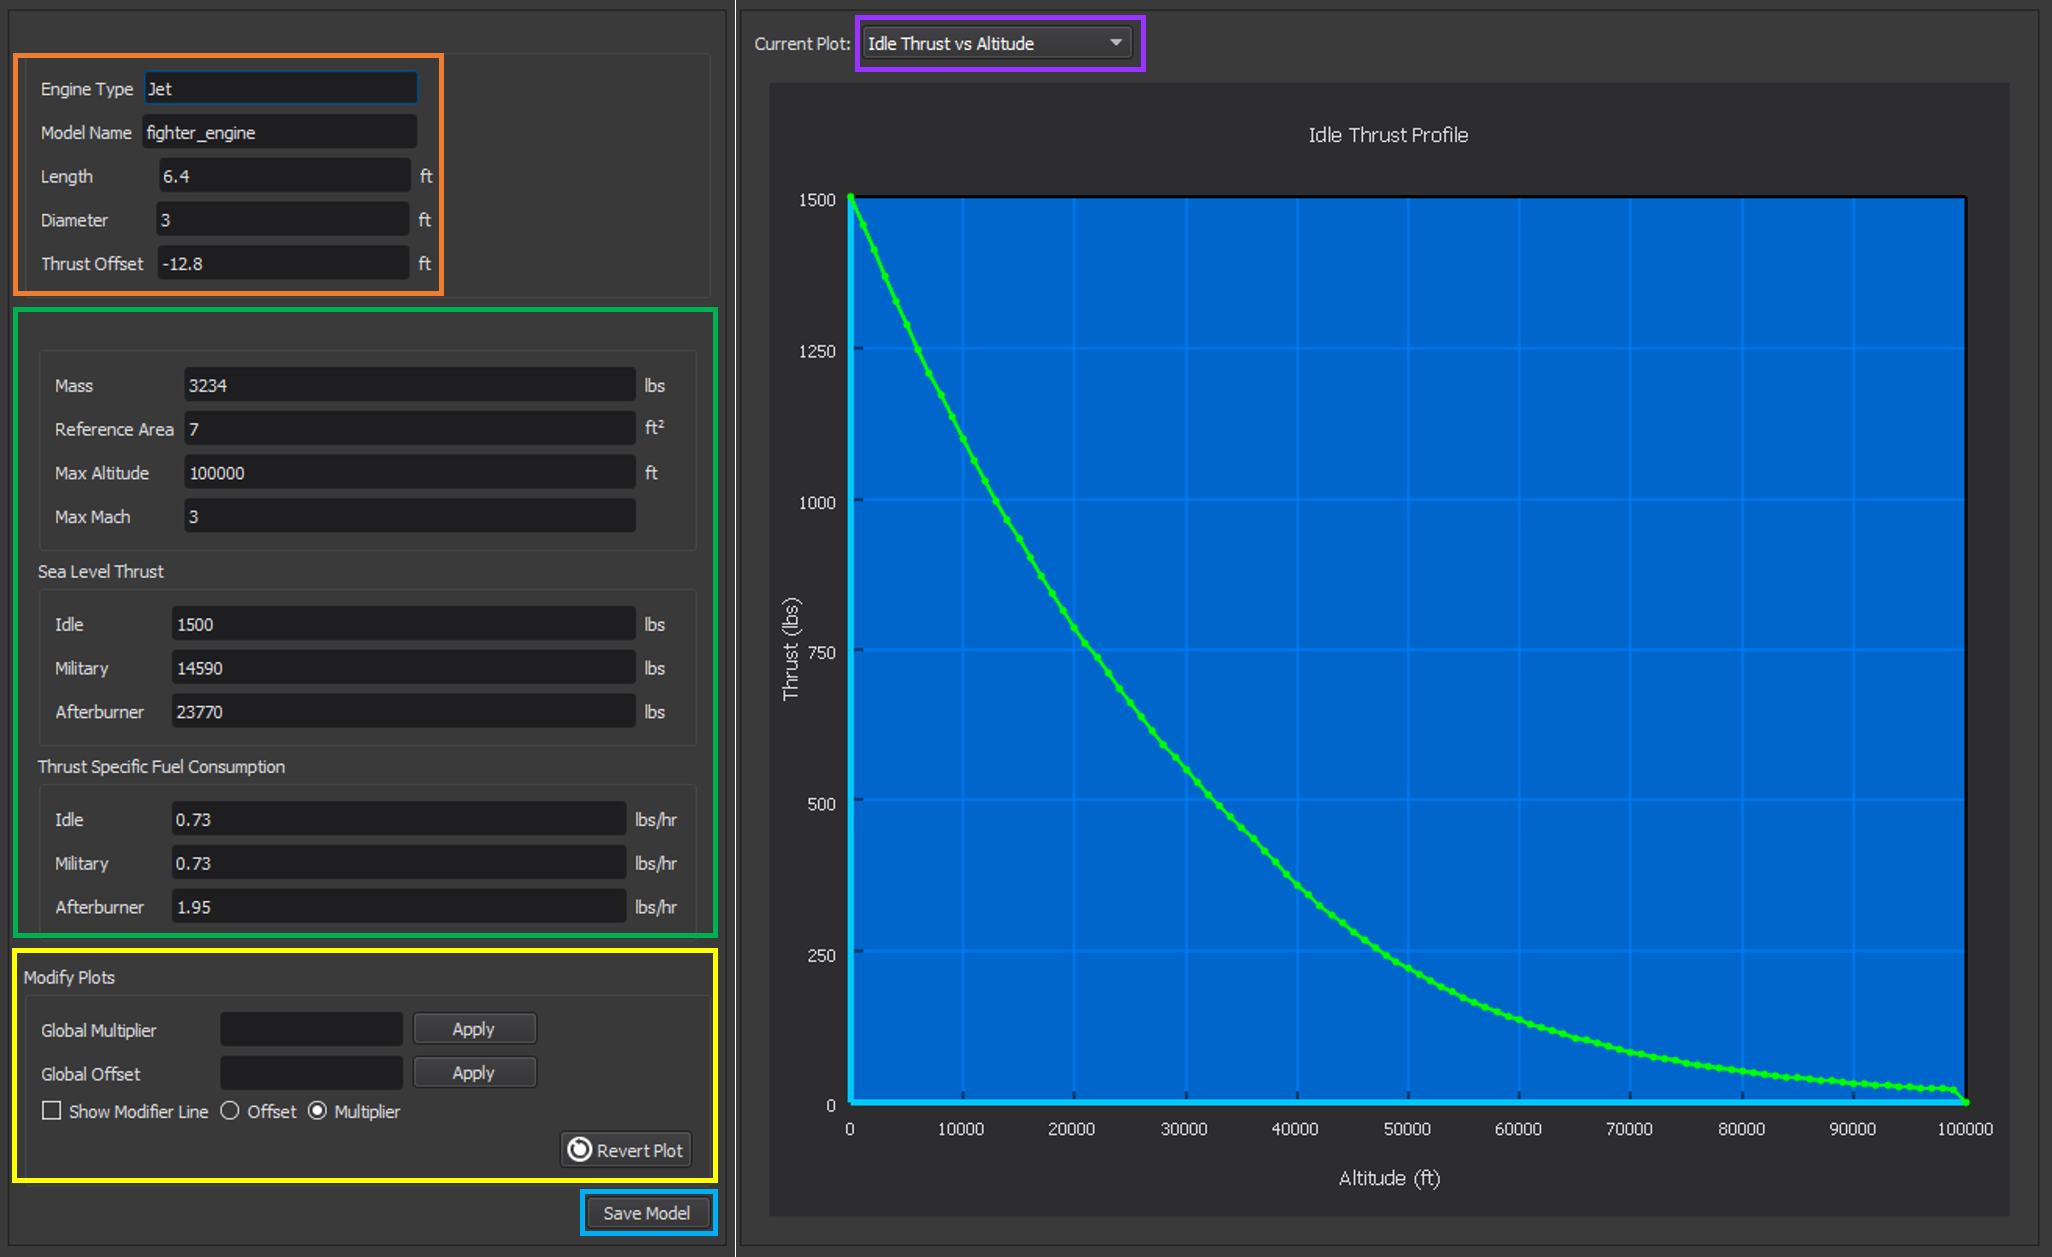 Engine Type Jet
Model Name fighter_engine
Length 6.4 ft
Diameter 3 ft
Thrust Offset -12.8 ft
Mass 3234 lbs
Reference Area 7 ft²
Max Altitude 100000 ft
Max Mach 3
Sea Level Thrust
Idle 1500 lbs
Military 14590 lbs
Afterburner 23770 lbs
Thrust Specific Fuel Consumption
Idle 0.73 lbs/hr
Military 0.73 lbs/hr
Afterburner 1.95 lbs/hr
Modify Plots
Global Multiplier Apply
Global Offset Apply
Show Modifier Line Offset Multiplier
Revert Plot
Save Model
Current Plot: Idle Thrust vs Altitude
Idle Thrust Profile
1500
1250
1000
750
500
250
0
Thrust (lbs)
0 10000 20000 30000 40000 50000 60000 70000 80000 90000 100000
Altitude (ft)